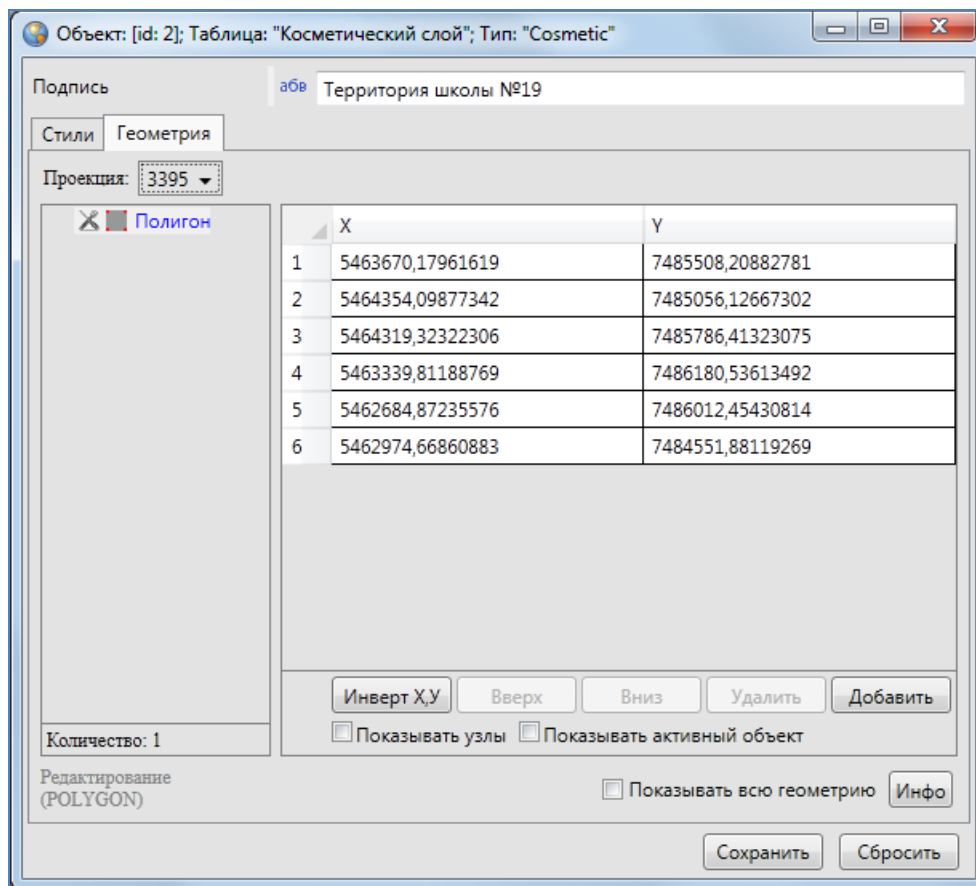 Объект: [id: 2]; Таблица: "Косметический слой"; Тип: "Cosmetic"
Подпись абв Территория школы №19
Стили Геометрия
Проекция: 3395
Полигон
X Y
1 5463670,17961619 7485508,20882781
2 5464354,09877342 7485056,12667302
3 5464319,32322306 7485786,41323075
4 5463339,81188769 7486180,53613492
5 5462684,87235576 7486012,45430814
6 5462974,66860883 7484551,88119269
Инверт X,У Вверх Вниз Удалить Добавить
Показывать узлы Показывать активный объект
Количество: 1
Редактирование
(POLYGON)
Показывать всю геометрию Инфо
Сохранить Сбросить